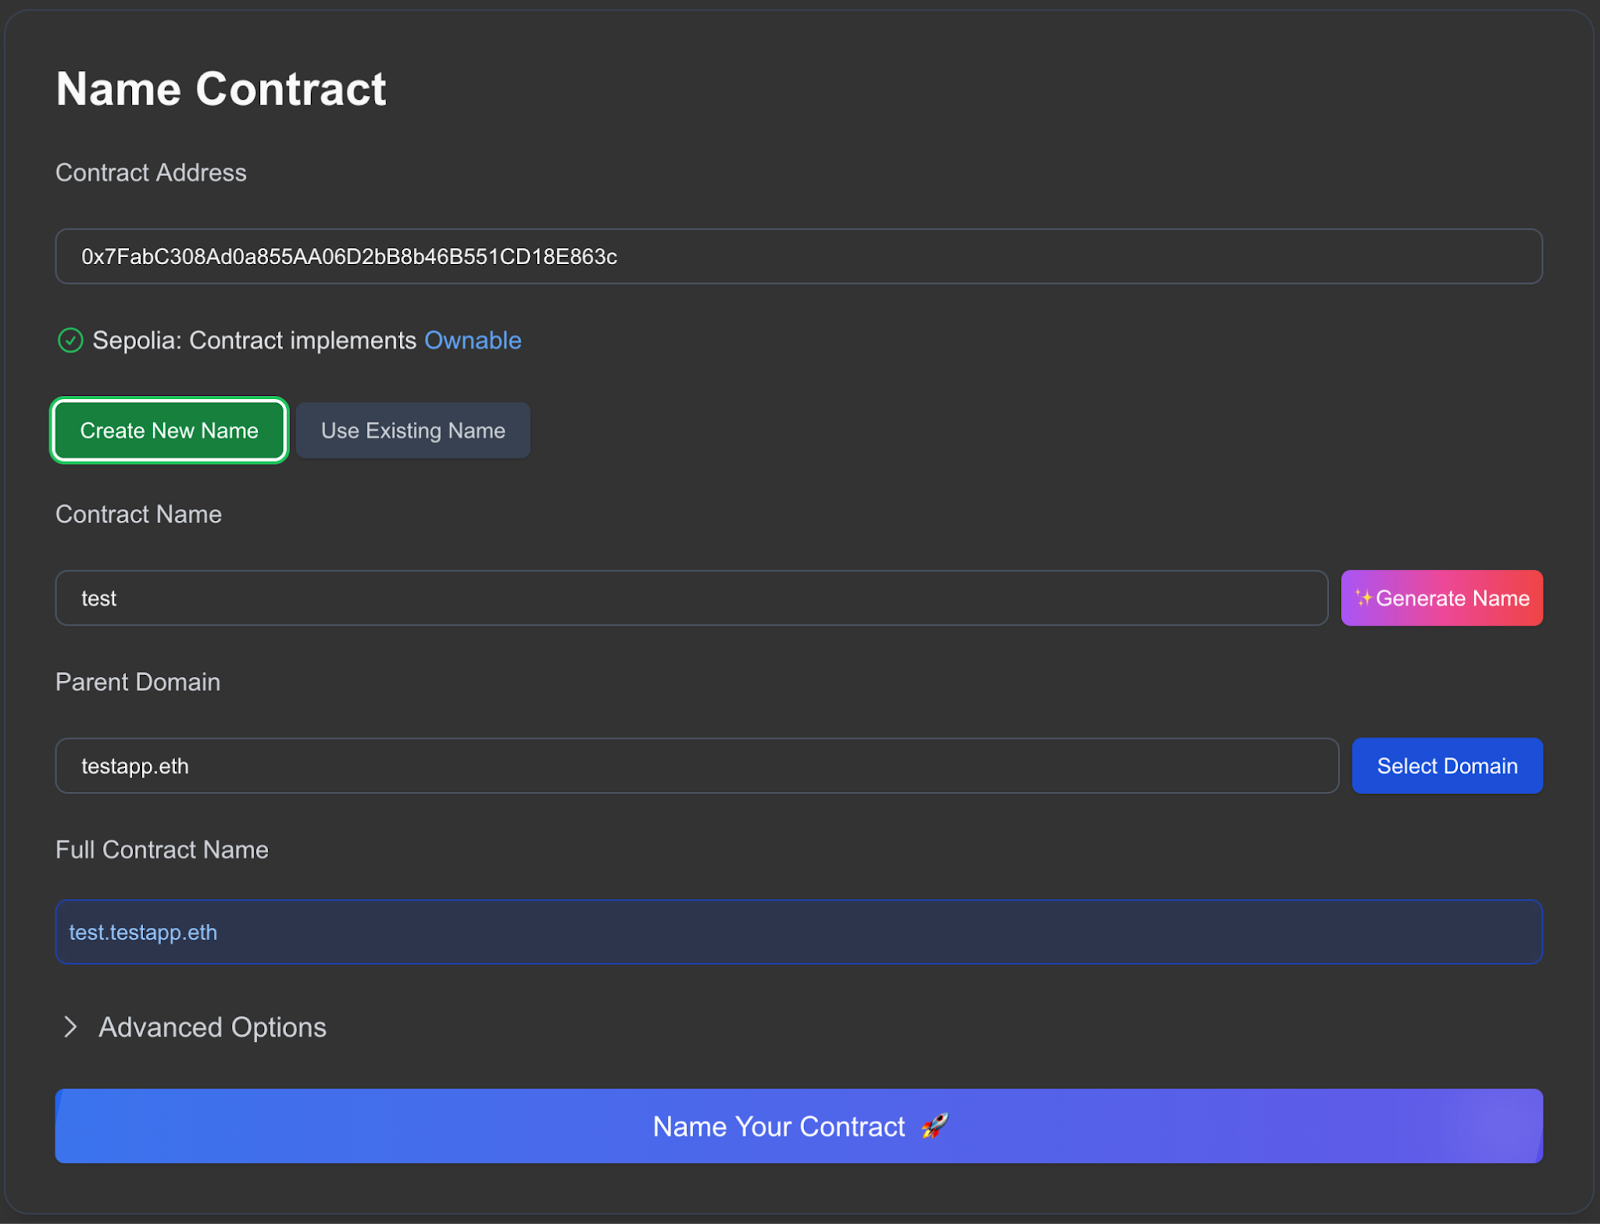 Name Contract
Contract Address
0x7FabC308Ad0a855AA06D2bB8b46B551CD18E863c
Sepolia: Contract implements Ownable
Create New Name
Use Existing Name
Contract Name
test
✨Generate Name
Parent Domain
testapp.eth
Select Domain
Full Contract Name
test.testapp.eth
Advanced Options
Name Your Contract 🚀